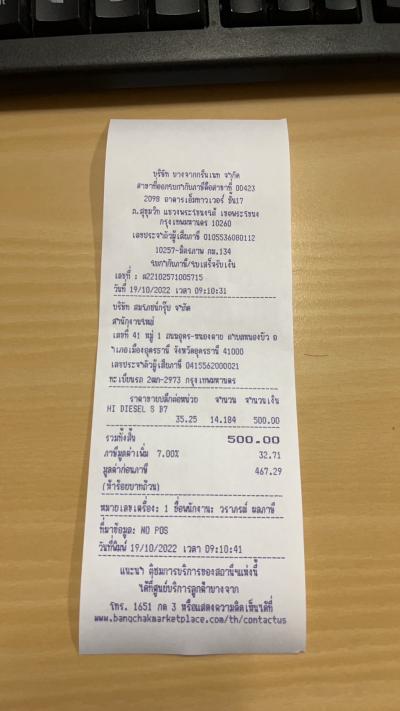 บริษัท บางจากกรีนเนท จำกัด
สาขาที่ออกใบกำกับภาษีคือสาขาที่ 00423
2098 อาคารเอ็มทาวเวอร์ ชั้น17
ถ.สุขุมวิท แขวงพระโขนงใต้ เขตพระโขนง
กรุงเทพมหานคร 10260
เลขประจำตัวผู้เสียภาษี 0105536080112
10257-มิตรภาพ กม.134
ใบกำกับภาษี/ใบเสร็จรับเงิน
เลขที่ : 22102571005715
วันที่ 19/10/2022 เวลา 09:10:31
บริษัท กรุ๊ป จำกัด
สำนักงานใหญ่
เลขที่ 41 หมู่ 1 ถนนอุดร-หนองคาย ตำบลหนองบัว อ
ำเภอเมืองอุดรธานี จังหวัดอุดรธานี 41000
เลขประจำตัวผู้เสียภาษี 0415562000021
ทะเบียนรถ 2ฒก-2973 กรุงเทพมหานคร
ราคาขายปลีกต่อหน่วย จำนวน จำนวนเงิน
HI DIESEL S B7
35.25 14.184 500.00
รวมทั้งสิ้น 500.00
ภาษีมูลค่าเพิ่ม 7.00% 32.71
มูลค่าก่อนภาษี 467.29
(ห้าร้อยบาทถ้วน)
หมายเลขเครื่อง: 1 ชื่อพนักงาน: วราภรณ์ ผลภาษี
ที่มาข้อมูล: NO POS
วันที่พิมพ์ 19/10/2022 เวลา 09:10:41
แนะนำ ติชมการบริการของสถานีฯแห่งนี้
ได้ที่ศูนย์บริการลูกค้าบางจาก
โทร. 1651 กด 3 หรือแสดงความคิดเห็นได้ที่
www.bangchakmarketplace.com/th/contactus